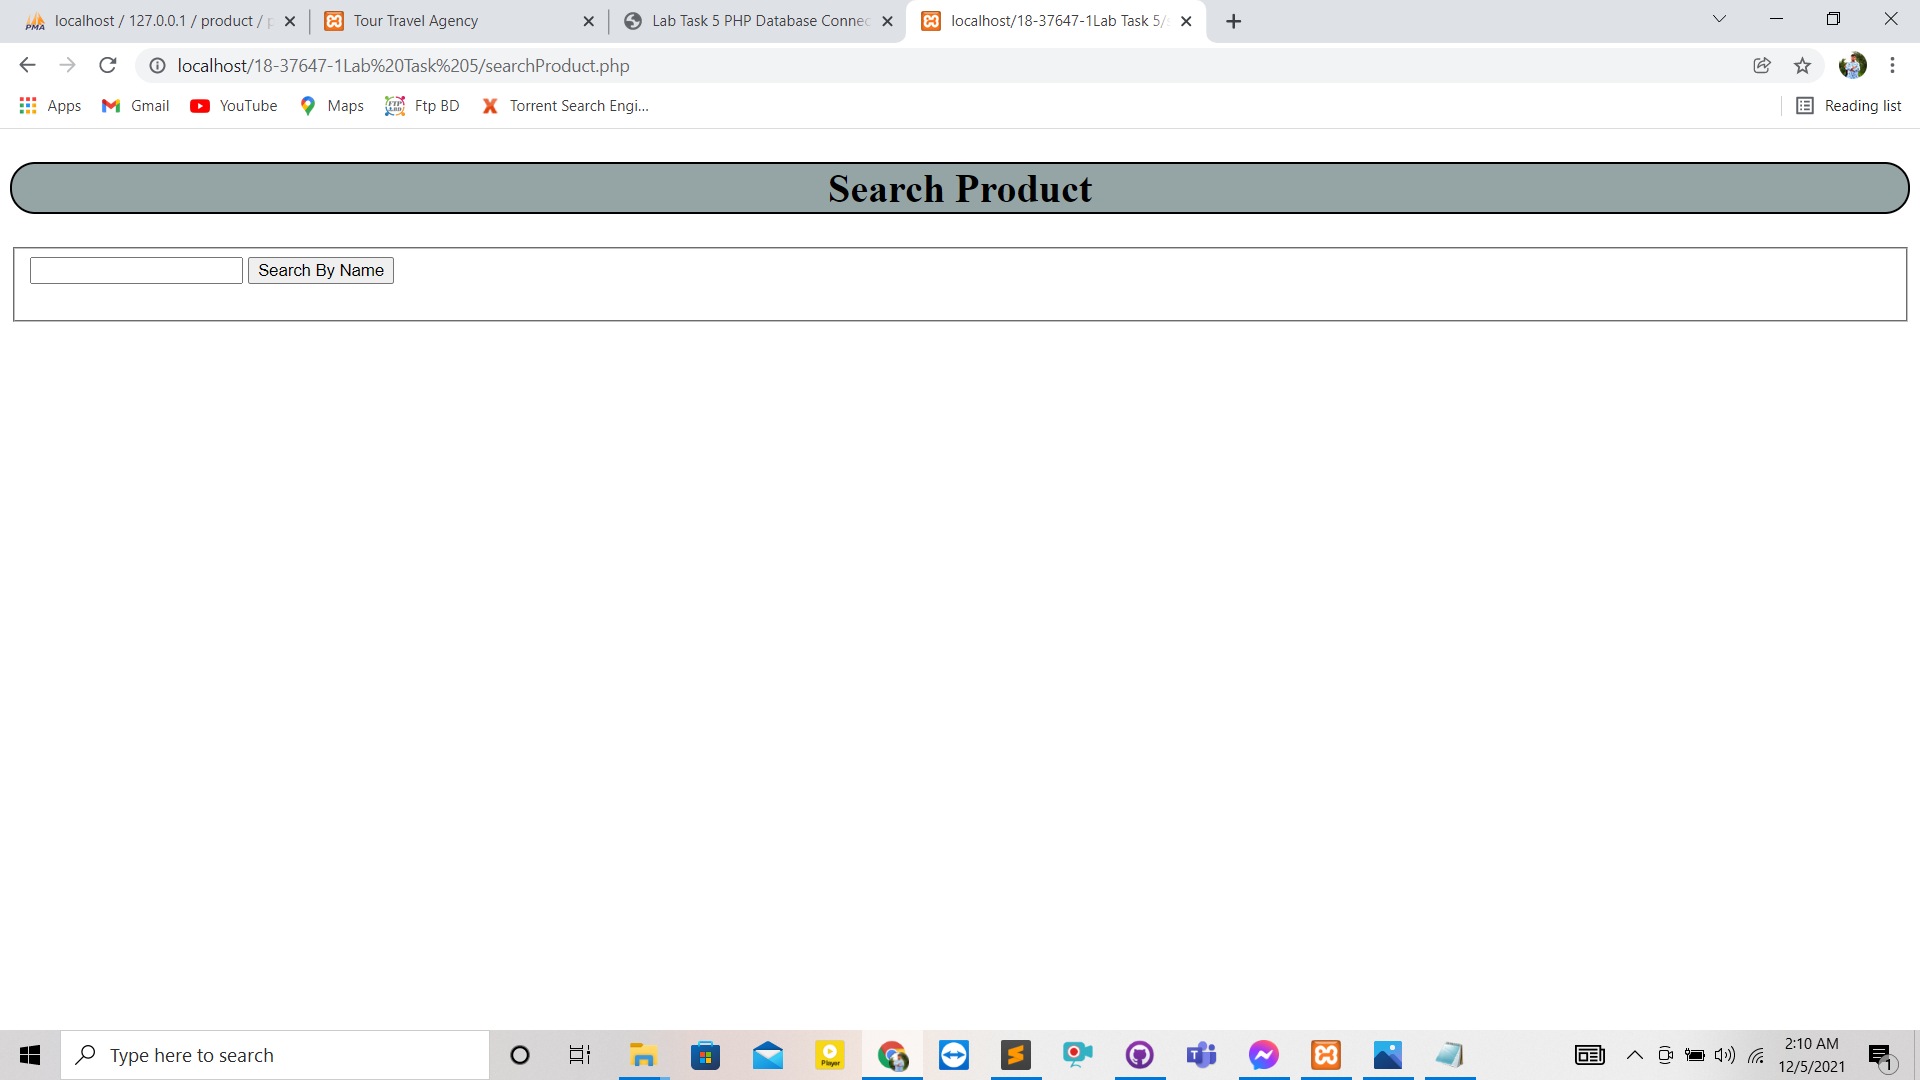 localhost / 127.0.0.1 / product / p
Tour Travel Agency
Lab Task 5 PHP Database Connec
localhost/18-37647-1Lab Task 5/s
localhost/18-37647-1Lab%20Task%205/searchProduct.php
Apps
Gmail
YouTube
Maps
Ftp BD
Torrent Search Engi...
Reading list
Search Product
Search By Name
Type here to search
Player
2:10 AM
12/5/2021
1